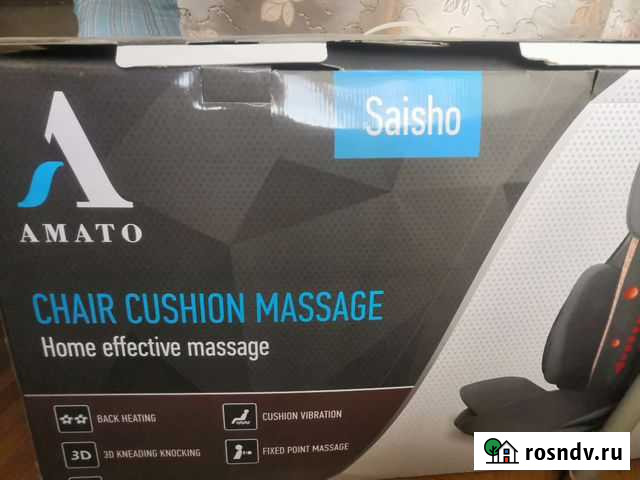 Saisho
AMATO
CHAIR CUSHION MASSAGE
Home effective massage
BACK HEATING
CUSHION VIBRATION
3D
3D KNEADING KNOCKING
FIXED POINT MASSAGE
rosndv.ru